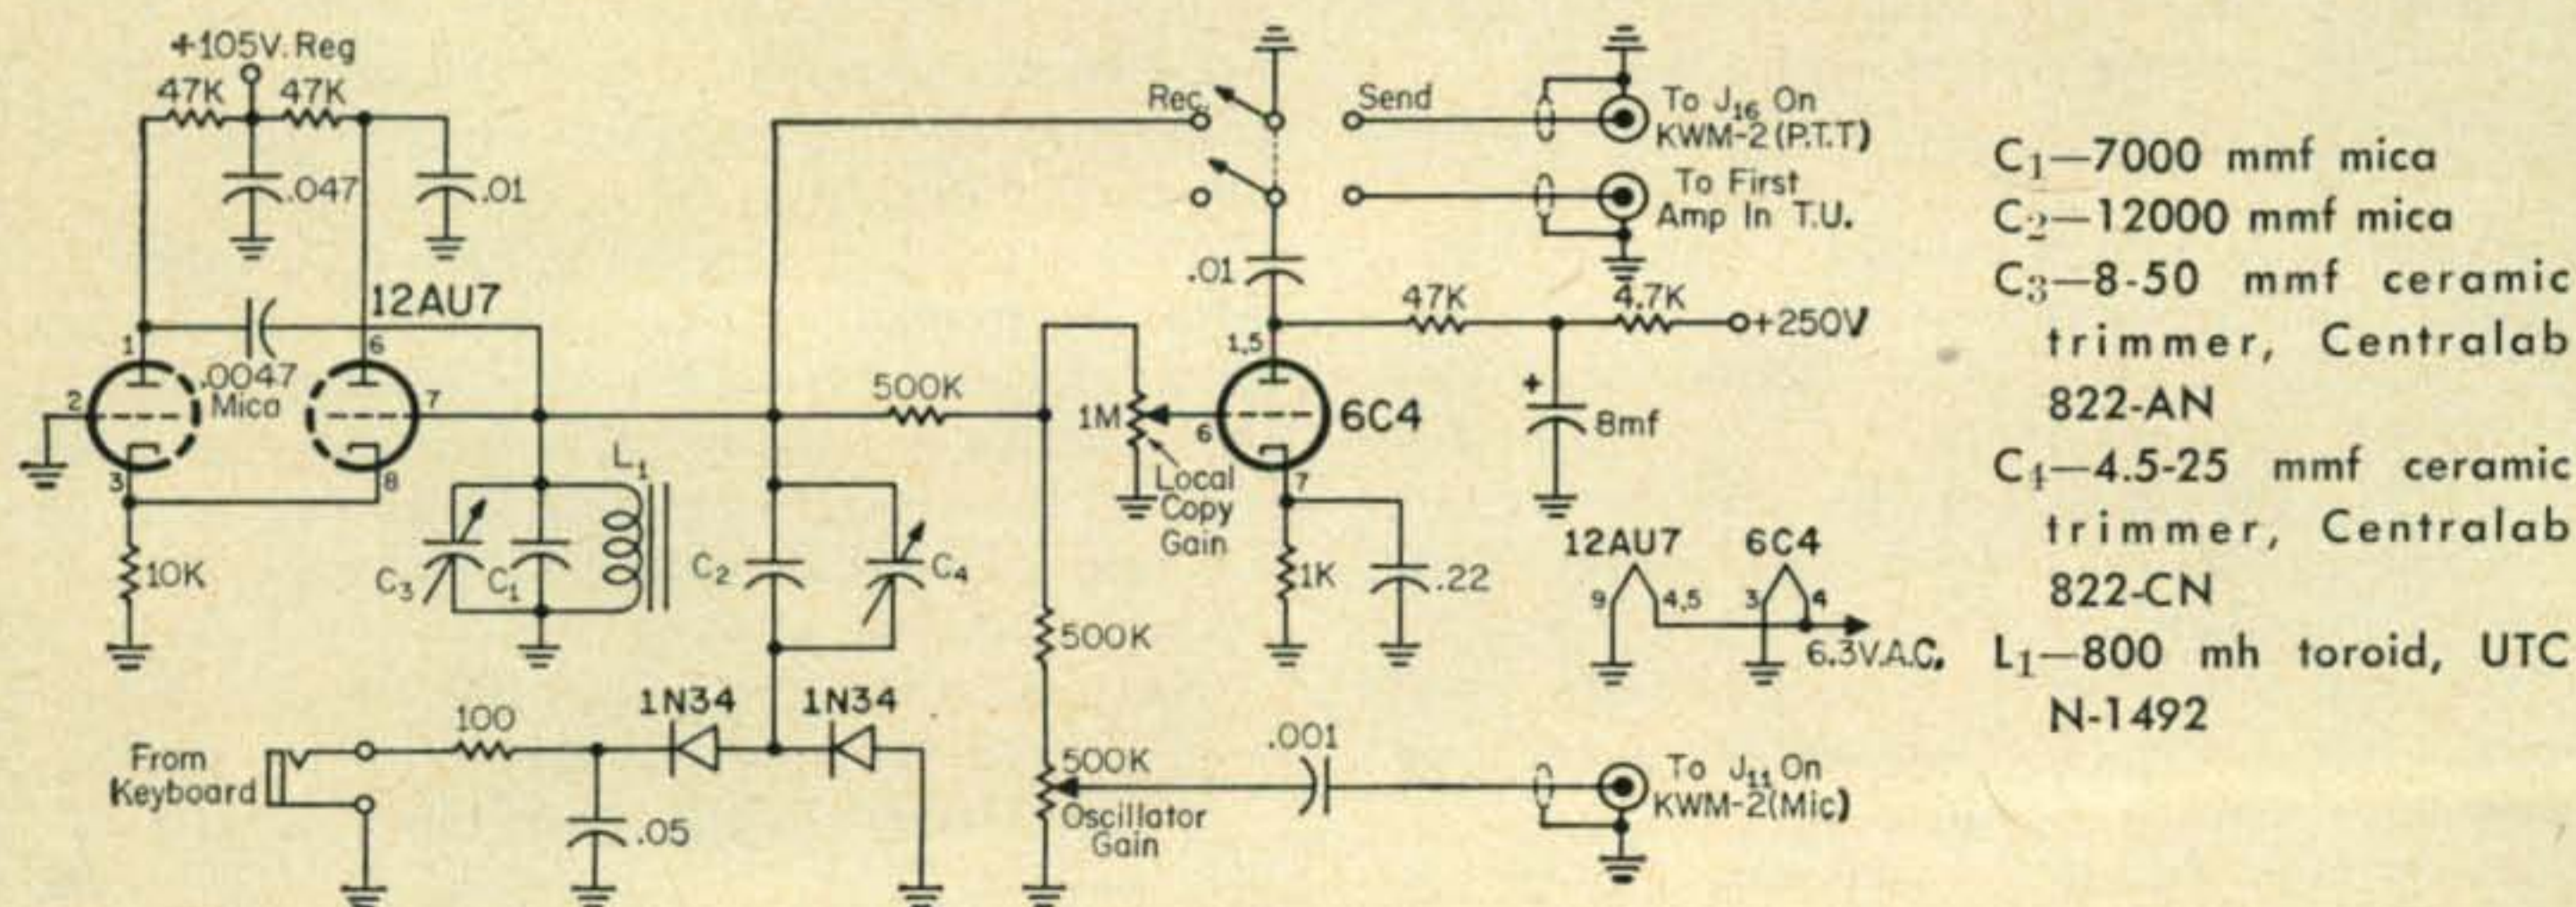 +105V. Reg
47K
47K
.047
.01
12AU7
1
6
.0047
Mica
2
7
3
8
10K
L1
C3
C1
C2
C4
Rec.
Send
To J16 On
KWM-2 (P.T.T)
To First
Amp In T.U.
.01
47K
4.7K
+250V
1,5
500K
1M
6
6C4
Local
Copy
Gain
7
8mf
+
1K
.22
12AU7
6C4
9
4,5
3
4
6.3V.A.C.
500K
From
Keyboard
100
1N34
1N34
.05
500K
Oscillator
Gain
.001
To J11 On
KWM-2(Mic)
C1—7000 mmf mica
C2—12000 mmf mica
C3—8-50 mmf ceramic
trimmer, Centralab
822-AN
C4—4.5-25 mmf ceramic
trimmer, Centralab
822-CN
L1—800 mh toroid, UTC
N-1492